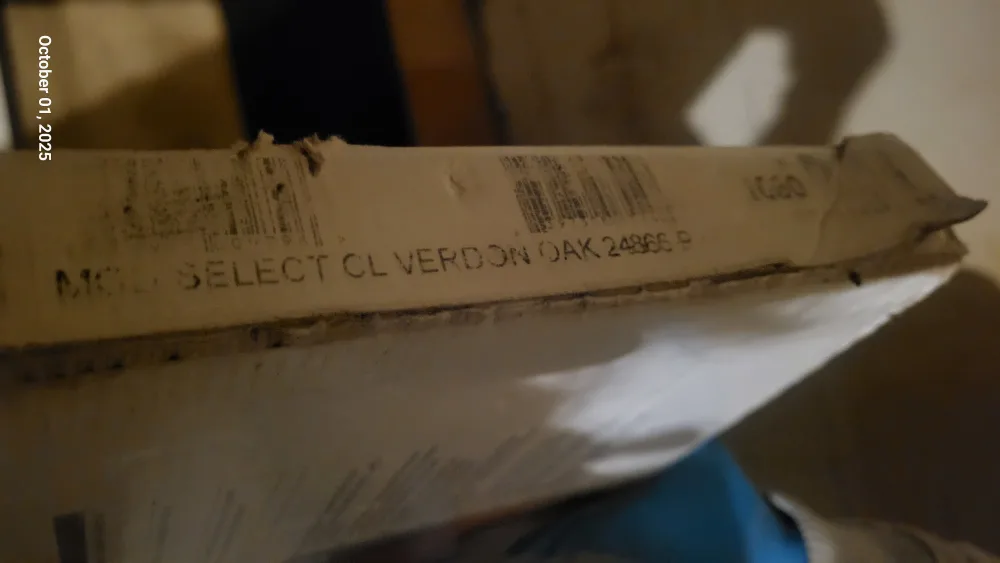 October 01, 2025
SELECT CL VERDON OAK 24866 P